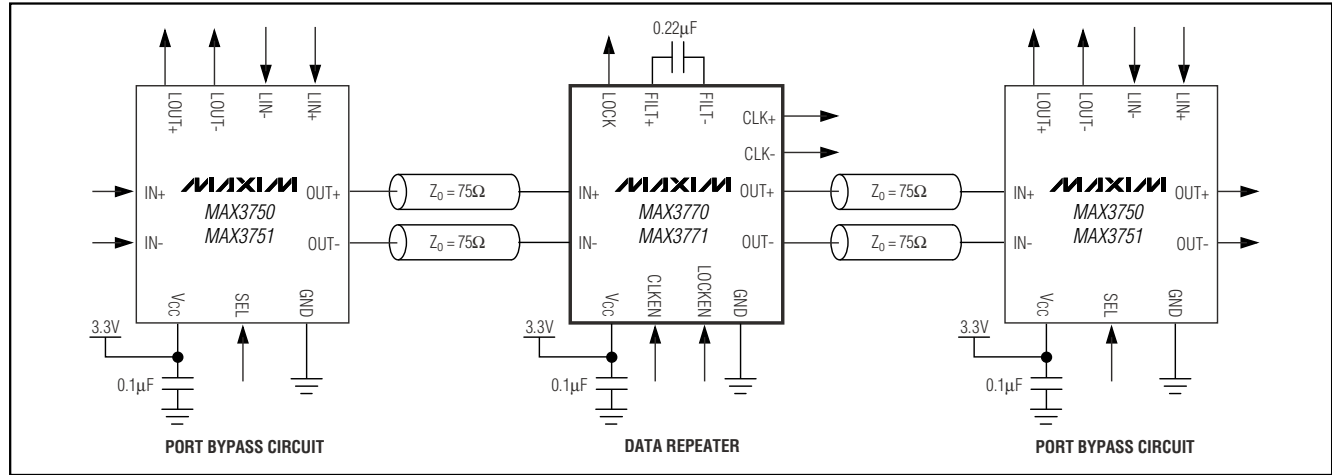 0.22µF
LOUT+
LOUT-
LIN-
LIN+
IN+
IN-
MAXIM
MAX3750
MAX3751
OUT+
OUT-
VCC
SEL
GND
3.3V
0.1µF
PORT BYPASS CIRCUIT
Z0 = 75Ω
Z0 = 75Ω
LOCK
FILT+
FILT-
CLK+
CLK-
IN+
IN-
MAXIM
MAX3770
MAX3771
OUT+
OUT-
VCC
CLKEN
LOCKEN
GND
3.3V
0.1µF
DATA REPEATER
Z0 = 75Ω
Z0 = 75Ω
LOUT+
LOUT-
LIN-
LIN+
IN+
IN-
MAXIM
MAX3750
MAX3751
OUT+
OUT-
VCC
SEL
GND
3.3V
0.1µF
PORT BYPASS CIRCUIT